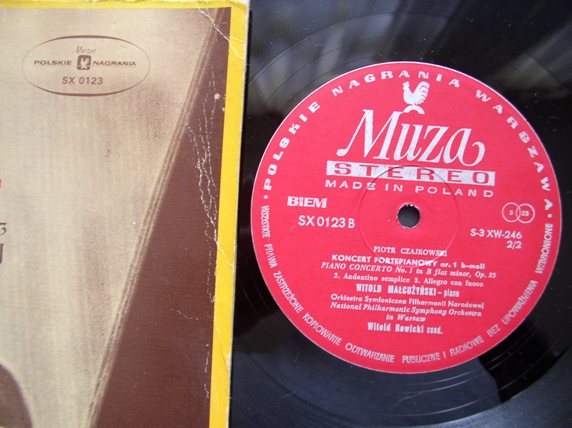 Muza
POLSKIE NAGRANIA
SX 0123
POLSKIE NAGRANIA WARSZAWA
Muza
STEREO
MADE IN POLAND
BIEM
SX 0123 B
S 33
S-3 XW-246
2/2
PIOTR CZAJKOWSKI
KONCERT FORTEPIANOWY nr. 1 b-moll
PIANO CONCERTO No. 1 in B flat minor, Op. 23
2. Andantino semplice 3. Allegro con fuoco
WITOLD MAŁCUŻYŃSKI - piano
Orkiestra Symfoniczna Filharmonii Narodowej
National Philharmonic Symphony Orchestra
in Warsaw
Witold Rowicki cond.
WSZYSTKIE PRAWA ZASTRZEŻONE KOPIOWANIE ODTWARZANIE PUBLICZNE I RADIOWE BEZ UPOWAŻNIENIA WZBRONIONE